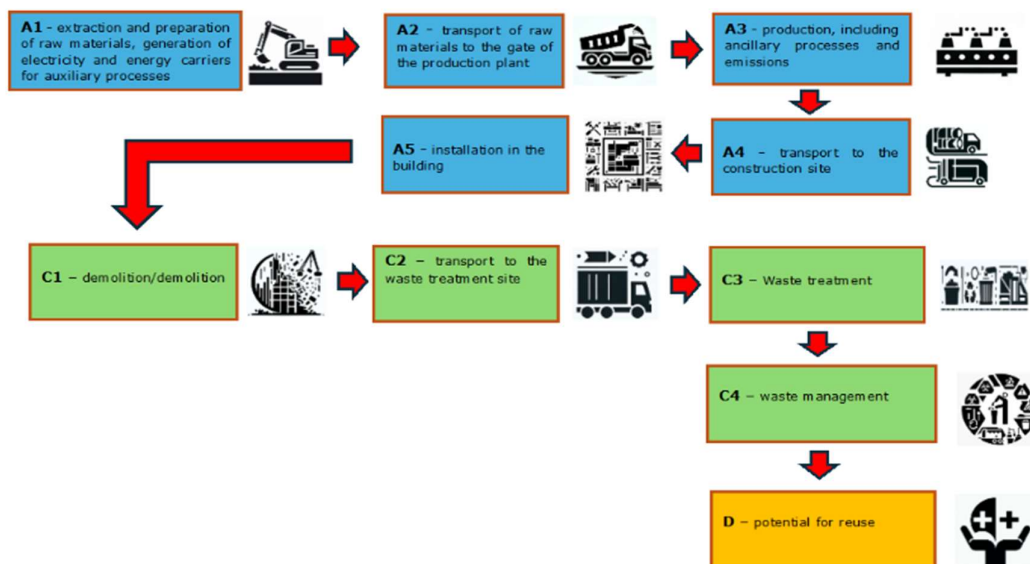 A1 - extraction and preparation
of raw materials, generation of
electricity and energy carriers
for auxiliary processes
A2 - transport of raw
materials to the gate of
the production plant
A3 - production, including
ancillary processes and
emissions
A5 - installation in the
building
A4 - transport to the
construction site
C1 – demolition/demolition
C2 – transport to the
waste treatment site
C3 – Waste treatment
C4 – waste management
D – potential for reuse